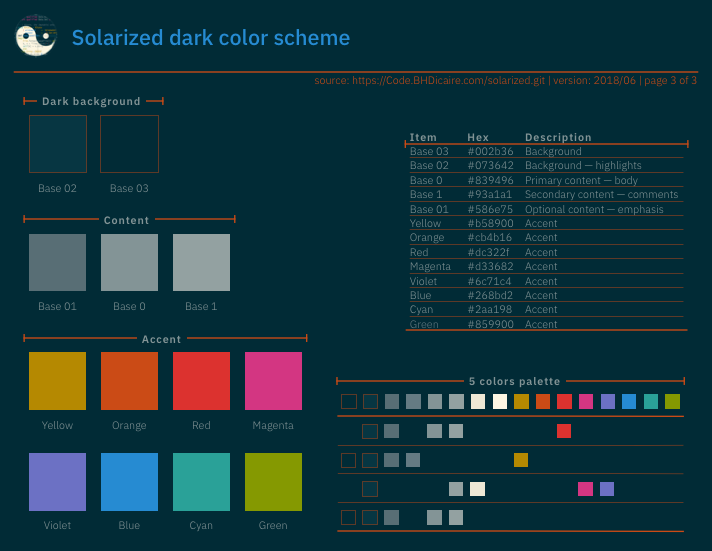 Solarized dark color scheme
source: https://Code.BHDicaire.com/solarized.git | version: 2018/06 | page 3 of 3
Dark background
Base 02 Base 03
Content
Base 01 Base 0 Base 1
Accent
Yellow Orange Red Magenta
Violet Blue Cyan Green
Item Hex Description
Base 03 #002b36 Background
Base 02 #073642 Background — highlights
Base 0 #839496 Primary content — body
Base 1 #93a1a1 Secondary content — comments
Base 01 #586e75 Optional content — emphasis
Yellow #b58900 Accent
Orange #cb4b16 Accent
Red #dc322f Accent
Magenta #d33682 Accent
Violet #6c71c4 Accent
Blue #268bd2 Accent
Cyan #2aa198 Accent
Green #859900 Accent
5 colors palette